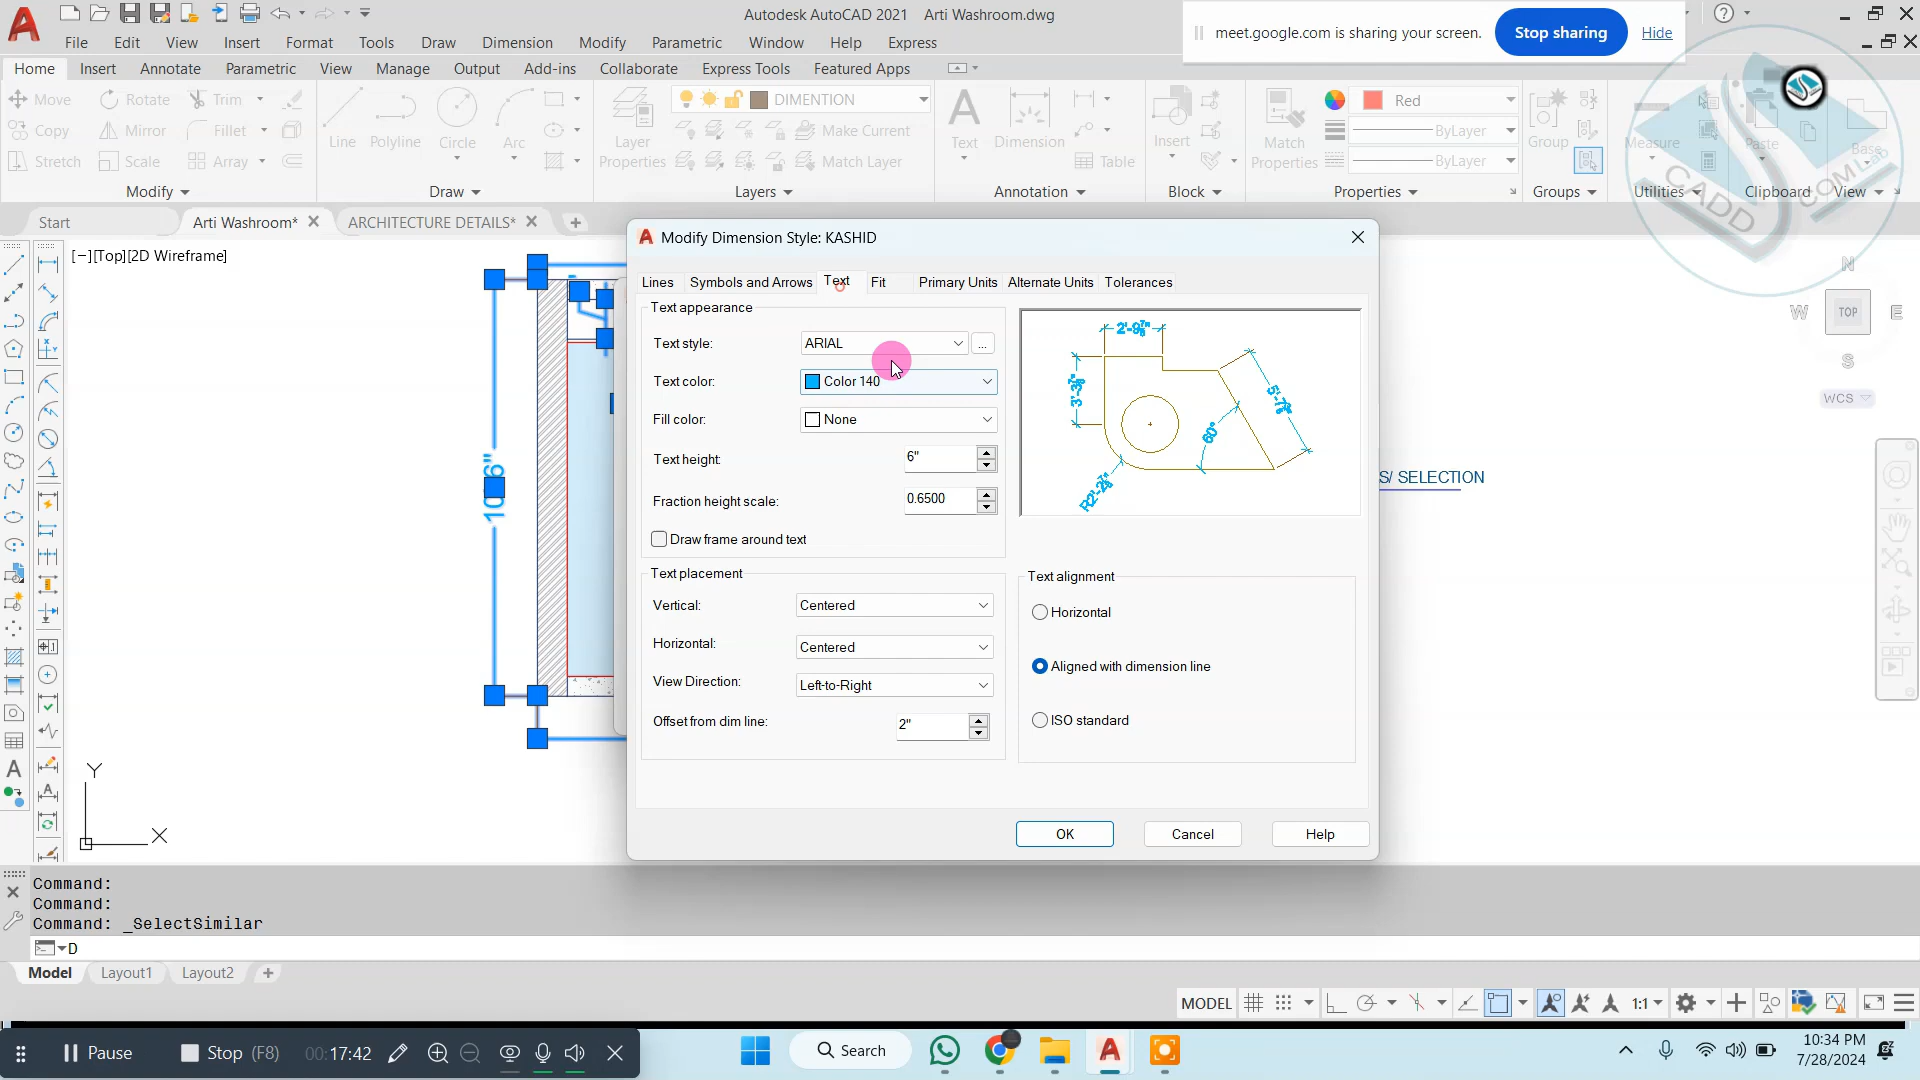 Autodesk AutoCAD 2021 Arti Washroom.dwg
meet.google.com is sharing your screen. Stop sharing Hide
File Edit View Insert Format Tools Draw Dimension Modify Parametric Window Help Express
Home Insert Annotate Parametric View Manage Output Add-ins Collaborate Express Tools Featured Apps
Move Rotate Trim
Copy Mirror Fillet
Stretch Scale Array
Line Polyline Circle Arc
Layer Properties
DIMENTION
Make Current
Match Layer
Text Dimension Table
Insert
Match Properties
Red
ByLayer
ByLayer
Group Measure Paste Base
Modify Draw Layers Annotation Block Properties Groups Utilities Clipboard View
CADD COM Lab
Start Arti Washroom* ARCHITECTURE DETAILS*
[−][Top][2D Wireframe]
Modify Dimension Style: KASHID
Lines Symbols and Arrows Text Fit Primary Units Alternate Units Tolerances
Text appearance
Text style: ARIAL ...
Text color: Color 140
Fill color: None
Text height: 6"
Fraction height scale: 0.6500
Draw frame around text
Text placement
Vertical: Centered
Horizontal: Centered
View Direction: Left-to-Right
Offset from dim line: 2"
60°
Text alignment
Horizontal
Aligned with dimension line
ISO standard
OK Cancel Help
S/ SELECTION
N
W TOP E
S
WCS
Y
X
Command:
Command:
Command: _SelectSimilar
D
Model Layout1 Layout2
MODEL 1:1
Pause Stop (F8) 00:17:42
Search
10:34 PM
7/28/2024